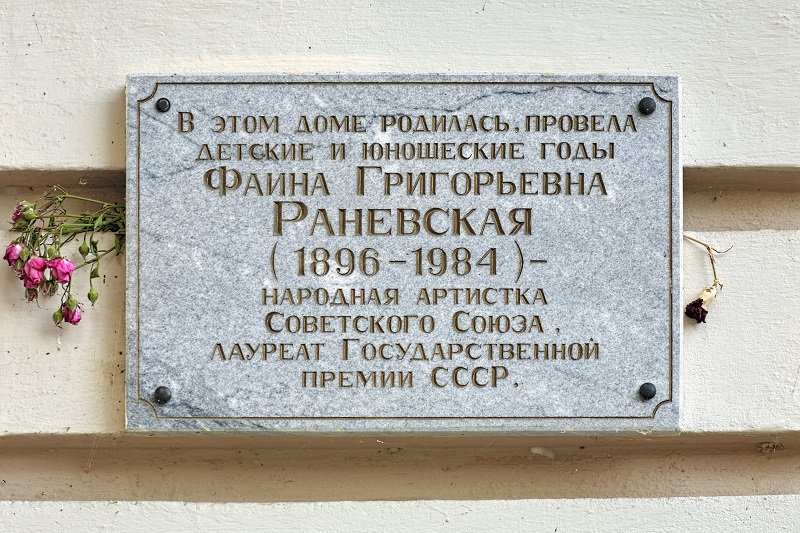 В этом доме родилась, провела
детские и юношеские годы
Фаина Григорьевна
Раневская
(1896-1984)-
народная артистка
Советского Союза,
лауреат Государственной
премии СССР.